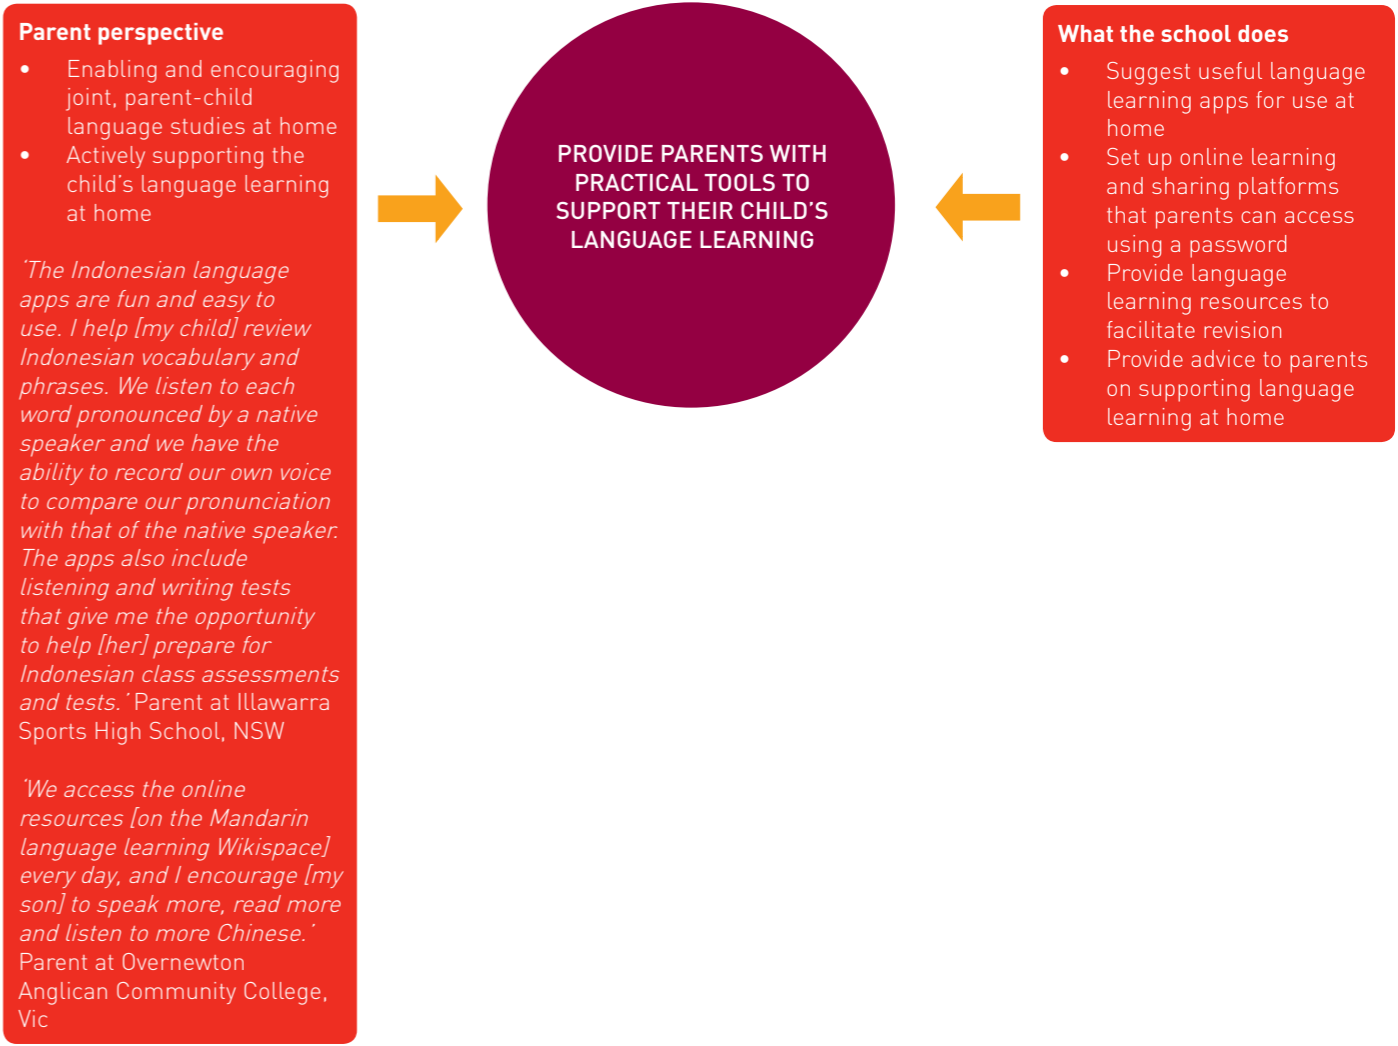 Parent perspective
• Enabling and encouraging
joint, parent-child
language studies at home
• Actively supporting the
child’s language learning
at home
‘The Indonesian language
apps are fun and easy to
use. I help [my child] review
Indonesian vocabulary and
phrases. We listen to each
word pronounced by a native
speaker and we have the
ability to record our own voice
to compare our pronunciation
with that of the native speaker.
The apps also include
listening and writing tests
that give me the opportunity
to help [her] prepare for
Indonesian class assessments
and tests.’ Parent at Illawarra
Sports High School, NSW
‘We access the online
resources [on the Mandarin
language learning Wikispace]
every day, and I encourage [my
son] to speak more, read more
and listen to more Chinese.’
Parent at Overnewton
Anglican Community College,
Vic
PROVIDE PARENTS WITH
PRACTICAL TOOLS TO
SUPPORT THEIR CHILD’S
LANGUAGE LEARNING
What the school does
• Suggest useful language
learning apps for use at
home
• Set up online learning
and sharing platforms
that parents can access
using a password
• Provide language
learning resources to
facilitate revision
• Provide advice to parents
on supporting language
learning at home